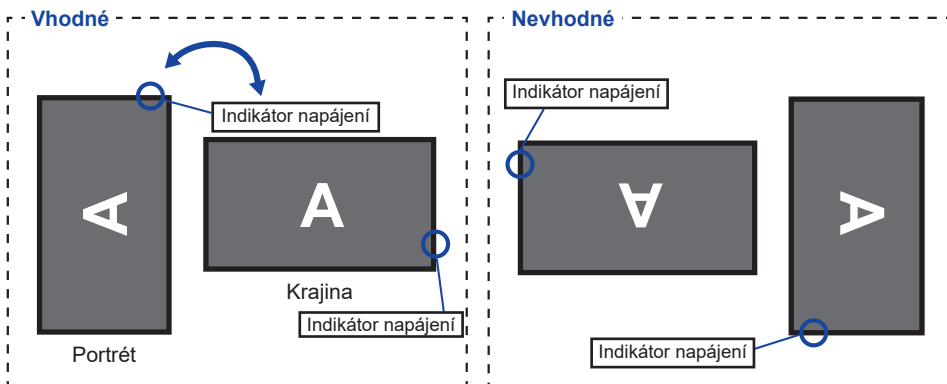 Vhodné
A
Indikátor napájení
A
Krajina
Indikátor napájení
Portrét
Nevhodné
Indikátor napájení
A
A
Indikátor napájení